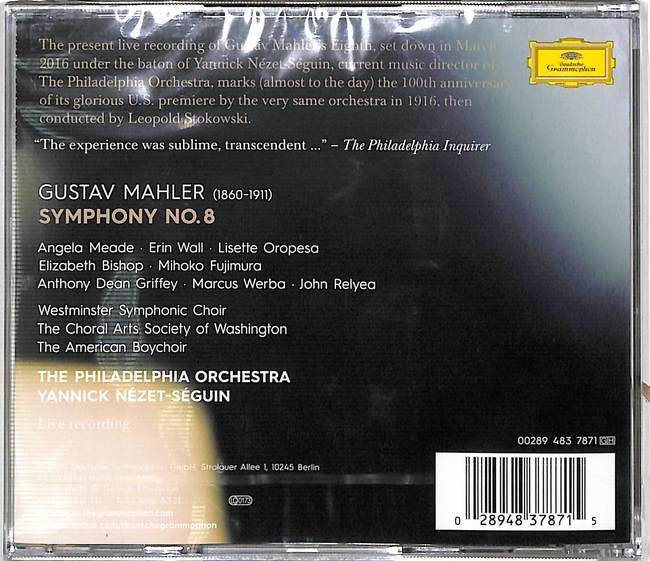 The present live recording of Gustav Mahler's Eighth, set down in March
2016 under the baton of Yannick Nézet-Séguin, current music director of
The Philadelphia Orchestra, marks (almost to the day) the 100th anniversary
of its glorious U.S. premiere by the very same orchestra in 1916, then
conducted by Leopold Stokowski.
Deutsche
Grammophon
“The experience was sublime, transcendent ...” – The Philadelphia Inquirer
GUSTAV MAHLER (1860-1911)
SYMPHONY NO. 8
Angela Meade · Erin Wall · Lisette Oropesa
Elizabeth Bishop · Mihoko Fujimura
Anthony Dean Griffey · Marcus Werba · John Relyea
Westminster Symphonic Choir
The Choral Arts Society of Washington
The American Boychoir
THE PHILADELPHIA ORCHESTRA
YANNICK NÉZET-SÉGUIN
Live recording
00289 483 7871 GH
GmbH, Stralauer Allee 1, 10245 Berlin
LC 0173
.com/deutschegrammophon
0 28948 37871 5